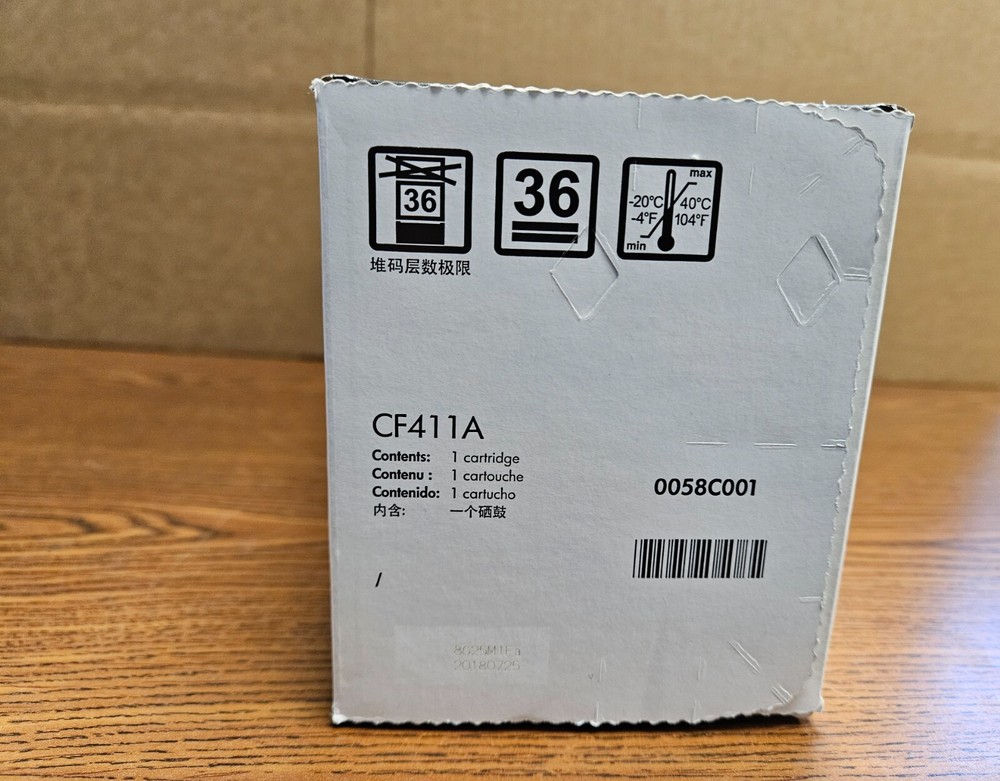 36
36
max
-20°C 40°C
-4°F 104°F
min
堆码层数极限
CF411A
Contents: 1 cartridge
Contenu : 1 cartouche
Contenido: 1 cartucho
内含: 一个硒鼓
0058C001
/
20180725